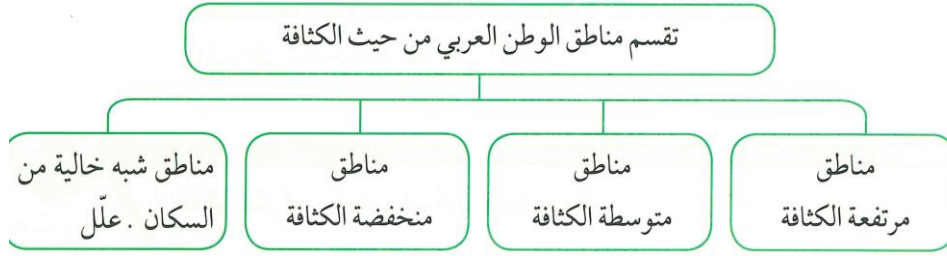 تقسم مناطق الوطن العربي من حيث الكثافة
مناطق
مرتفعة الكثافة
مناطق
متوسطة الكثافة
مناطق
منخفضة الكثافة
مناطق شبه خالية من
السكان . علّل